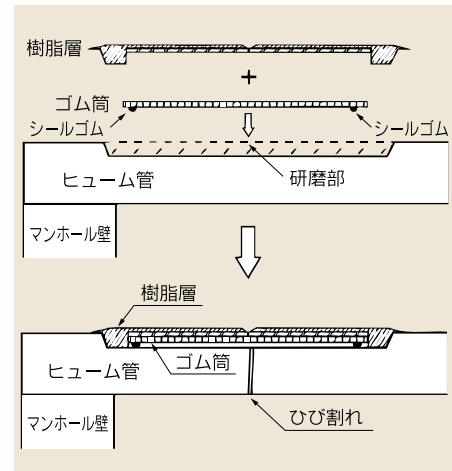 樹脂層
+
ゴム筒
シールゴム
シールゴム
ヒューム管
研磨部
マンホール壁
樹脂層
ヒューム管
ゴム筒
マンホール壁
ひび割れ